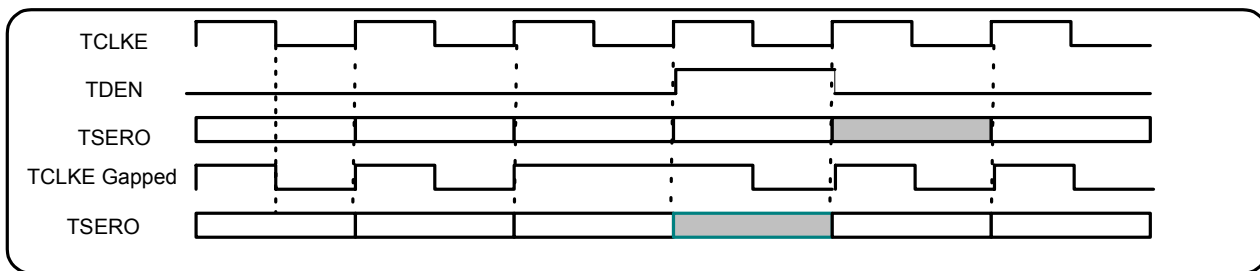 TCLKE
TDEN
TSERO
TCLKE Gapped
TSERO